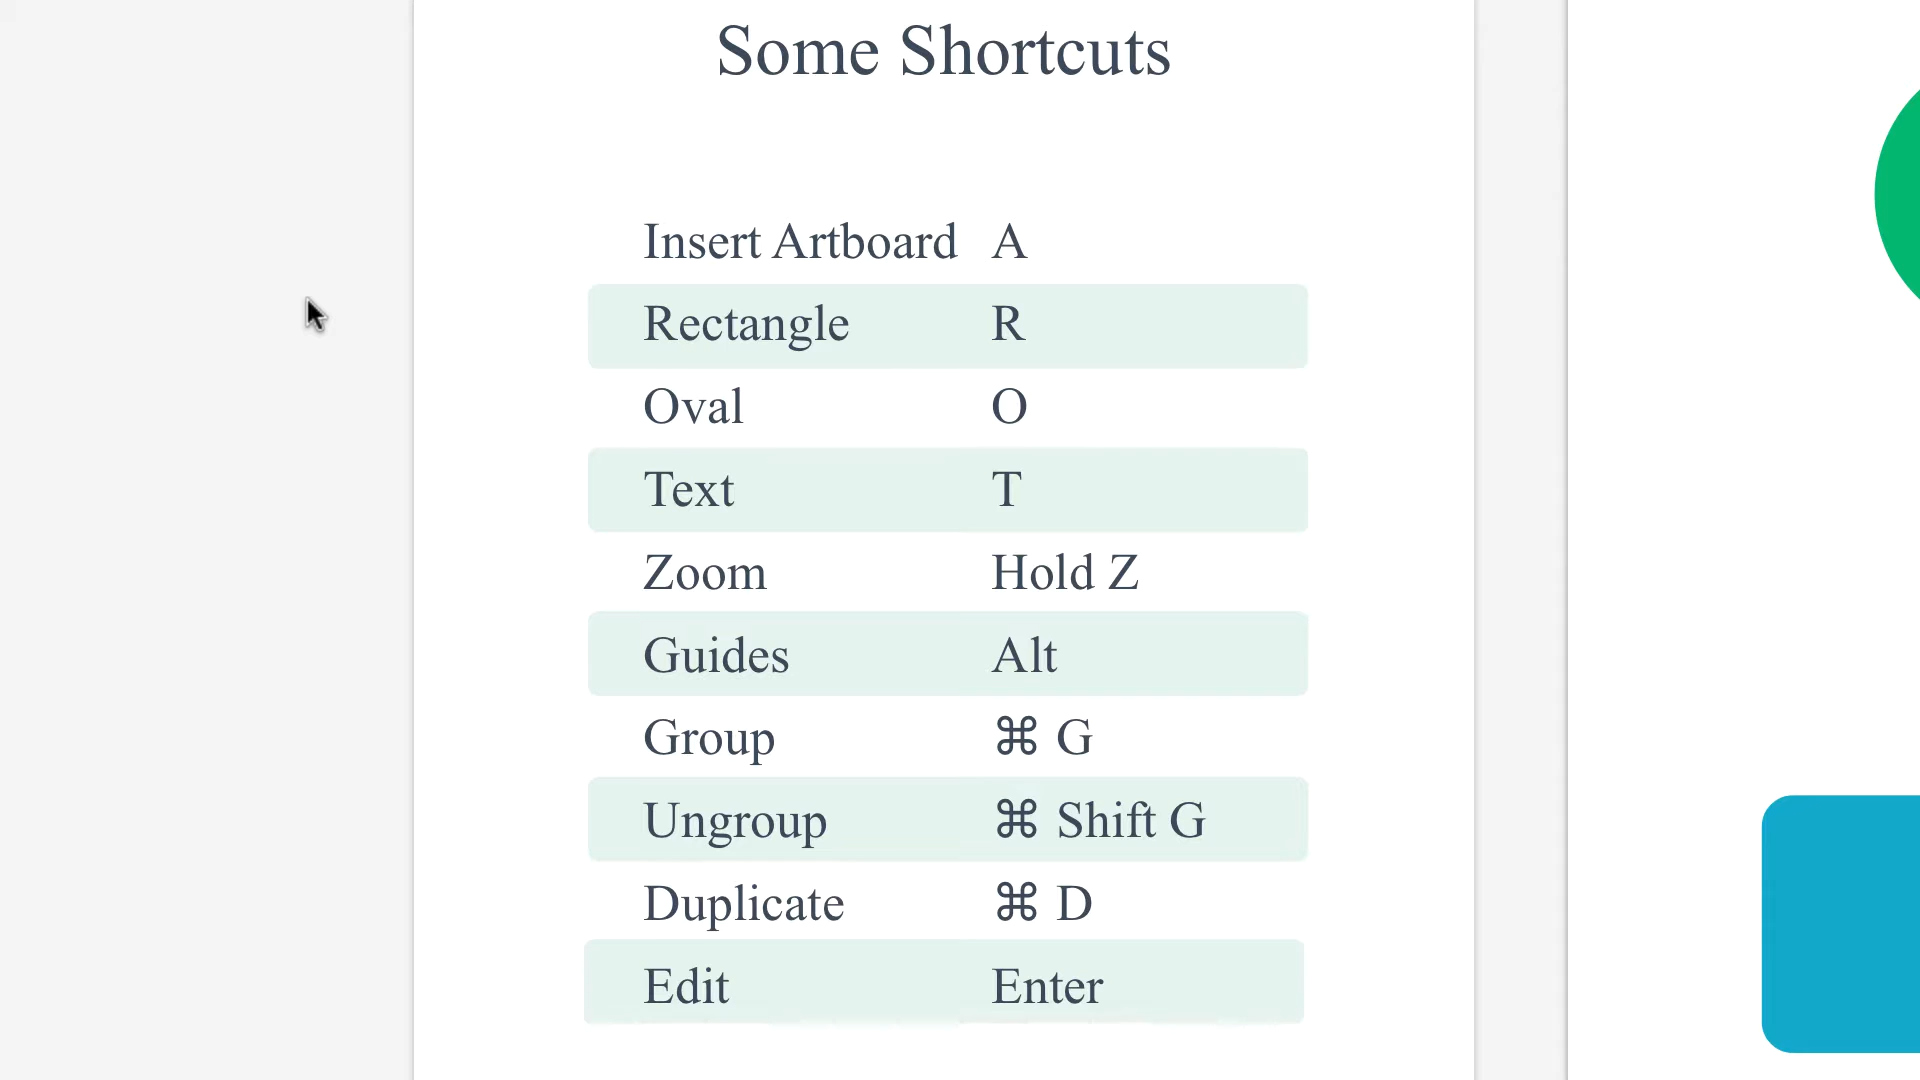 Some Shortcuts
Insert Artboard A
Rectangle R
Oval O
Text T
Zoom Hold Z
Guides Alt
Group ⌘ G
Ungroup ⌘ Shift G
Duplicate ⌘ D
Edit Enter